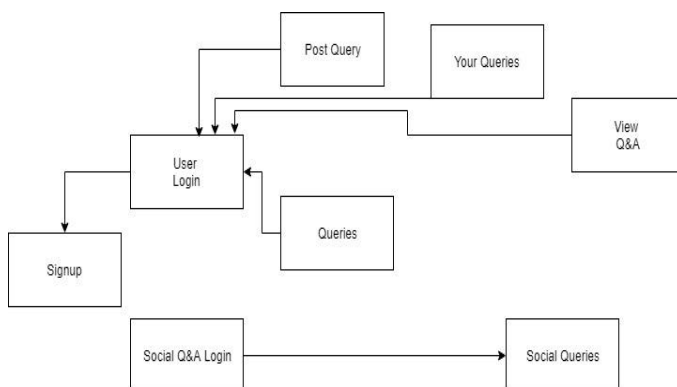 Post Query
Your Queries
View
Q&A
User
Login
Queries
Signup
Social Q&A Login
Social Queries